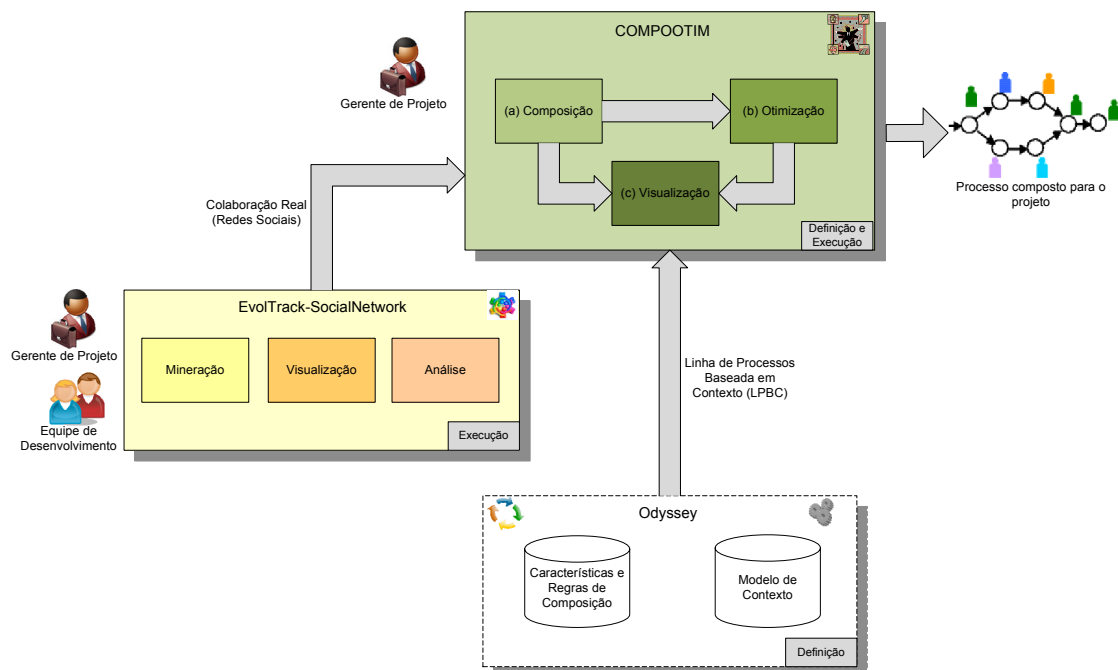 COMPOOTIM
Gerente de Projeto
(a) Composição
(b) Otimização
(c) Visualização
Definição e
Execução
Processo composto para o
projeto
Colaboração Real
(Redes Sociais)
EvolTrack-SocialNetwork
Gerente de Projeto
Mineração
Visualização
Análise
Equipe de
Desenvolvimento
Execução
Linha de Processos
Baseada em
Contexto (LPBC)
Odyssey
Características e
Regras de
Composição
Modelo de
Contexto
Definição